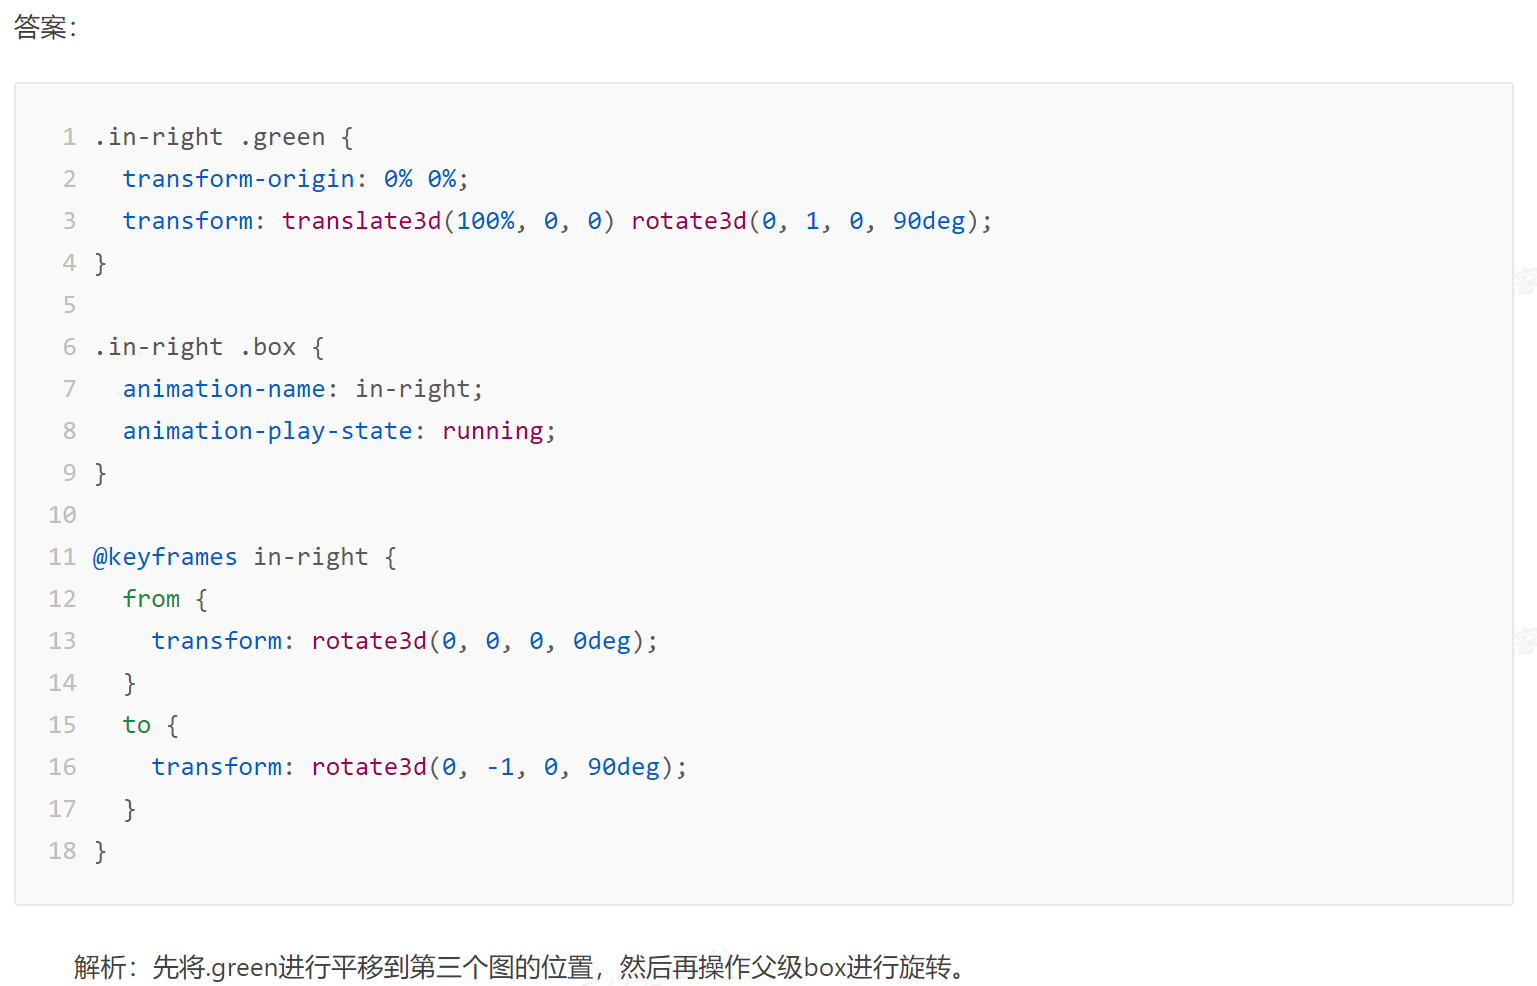 答案：
1 .in-right .green {
2   transform-origin: 0% 0%;
3   transform: translate3d(100%, 0, 0) rotate3d(0, 1, 0, 90deg);
4 }
5
6 .in-right .box {
7   animation-name: in-right;
8   animation-play-state: running;
9 }
10
11 @keyframes in-right {
12   from {
13     transform: rotate3d(0, 0, 0, 0deg);
14   }
15   to {
16     transform: rotate3d(0, -1, 0, 90deg);
17   }
18 }
家
家
解析：先将.green进行平移到第三个图的位置，然后再操作父级box进行旋转。